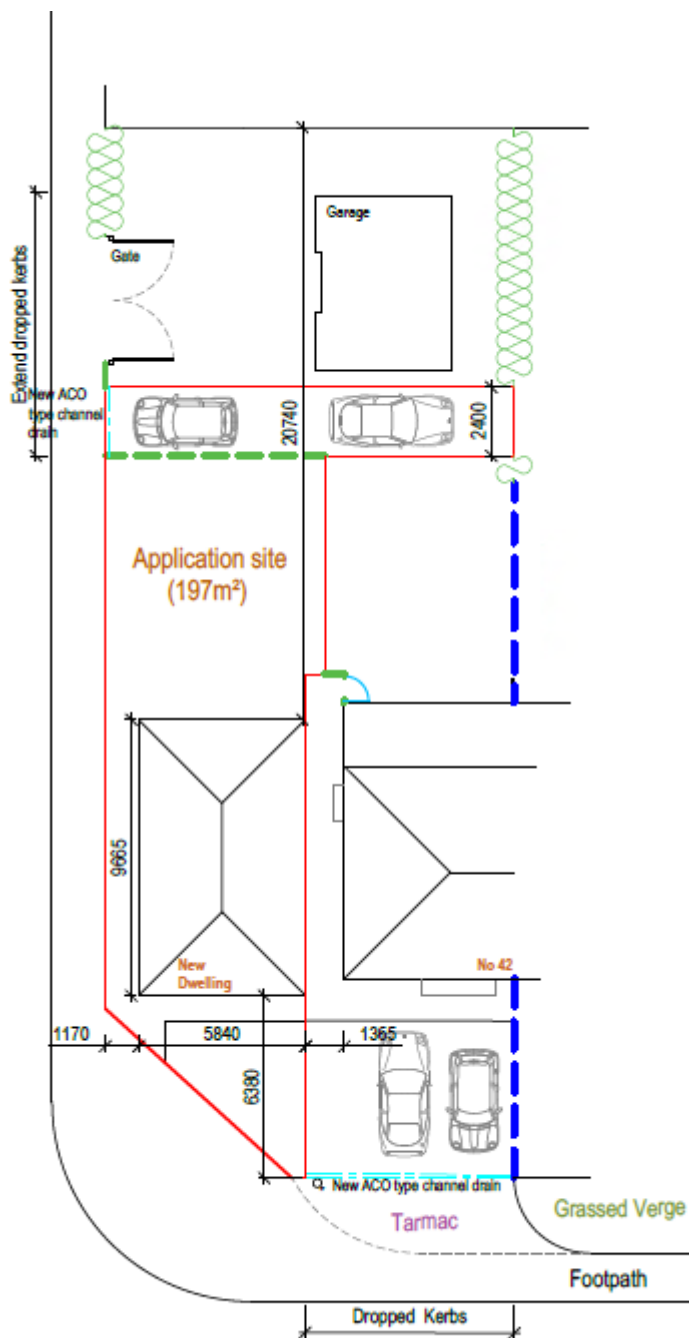 Garage
Gate
Extend dropped kerbs
New ACO
type channel
drain
20740
2400
Application site
(197m²)
9665
New
Dwelling
No 42
1170
5840
1365
6380
New ACO type channel drain
Tarmac
Grassed Verge
Footpath
Dropped Kerbs